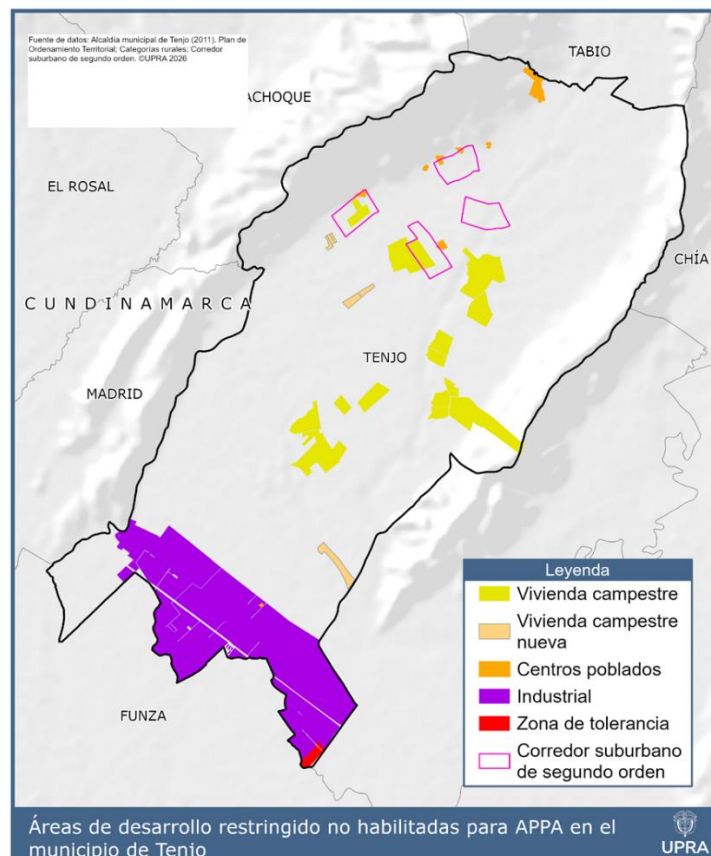 Fuente de datos: Alcaldía municipal de Tenjo (2011). Plan de
Ordenamiento Territorial; Categorías rurales: Corredor
suburbano de segundo orden. ©UPRA 2026
TABIO
ACHOQUE
EL ROSAL
CHÍA
CUNDINAMARCA
TENJO
MADRID
FUNZA
Leyenda
Vivienda campestre
Vivienda campestre
nueva
Centros poblados
Industrial
Zona de tolerancia
Corredor suburbano
de segundo orden
Áreas de desarrollo restringido no habilitadas para APPA en el
municipio de Tenjo
UPRA